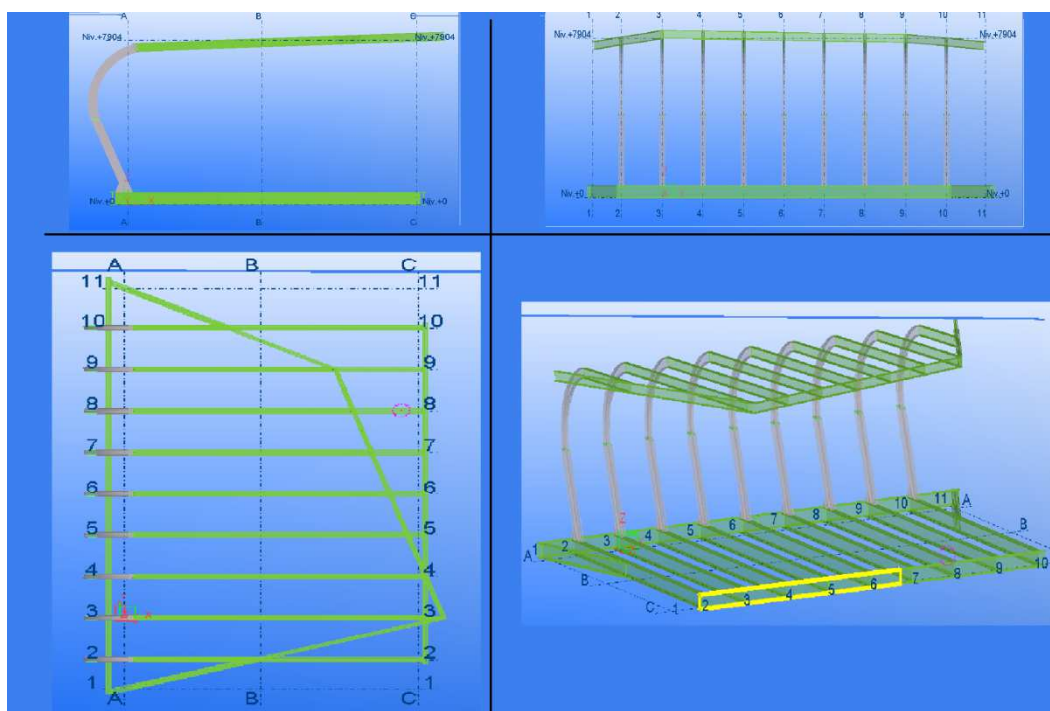 A B C
Niv.+7904 Niv.+7904
Niv.+0 Niv.+0
A B C
1 2 3 4 5 6 7 8 9 10 11
Niv.+7904 Niv.+7904
Niv.+0 Niv.+0
1 2 3 4 5 6 7 8 9 10 11
A B C
11 11
10 10
9 9
8 8
7 7
6 6
5 5
4 4
3 x 3
2 2
1 1
A B C
Z
A 1 2 3 4 5 6 7 8 9 10 11 A
B B
C 1 2 3 4 5 6 7 8 9 10